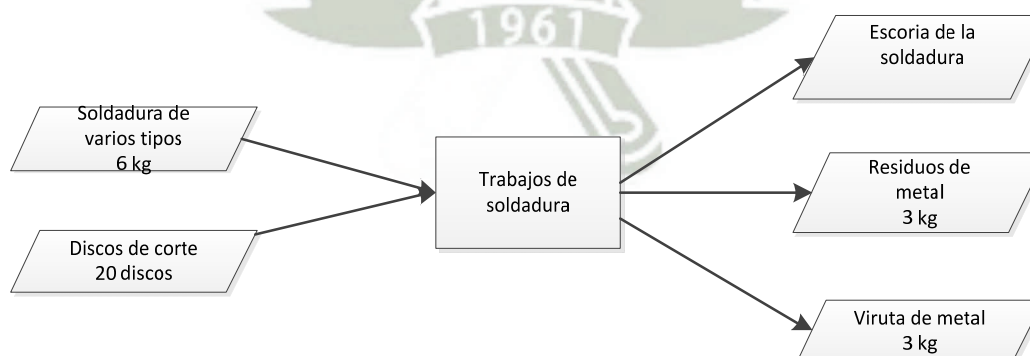 1961
Soldadura de
varios tipos
6 kg
Discos de corte
20 discos
Trabajos de
soldadura
Escoria de la
soldadura
Residuos de
metal
3 kg
Viruta de metal
3 kg